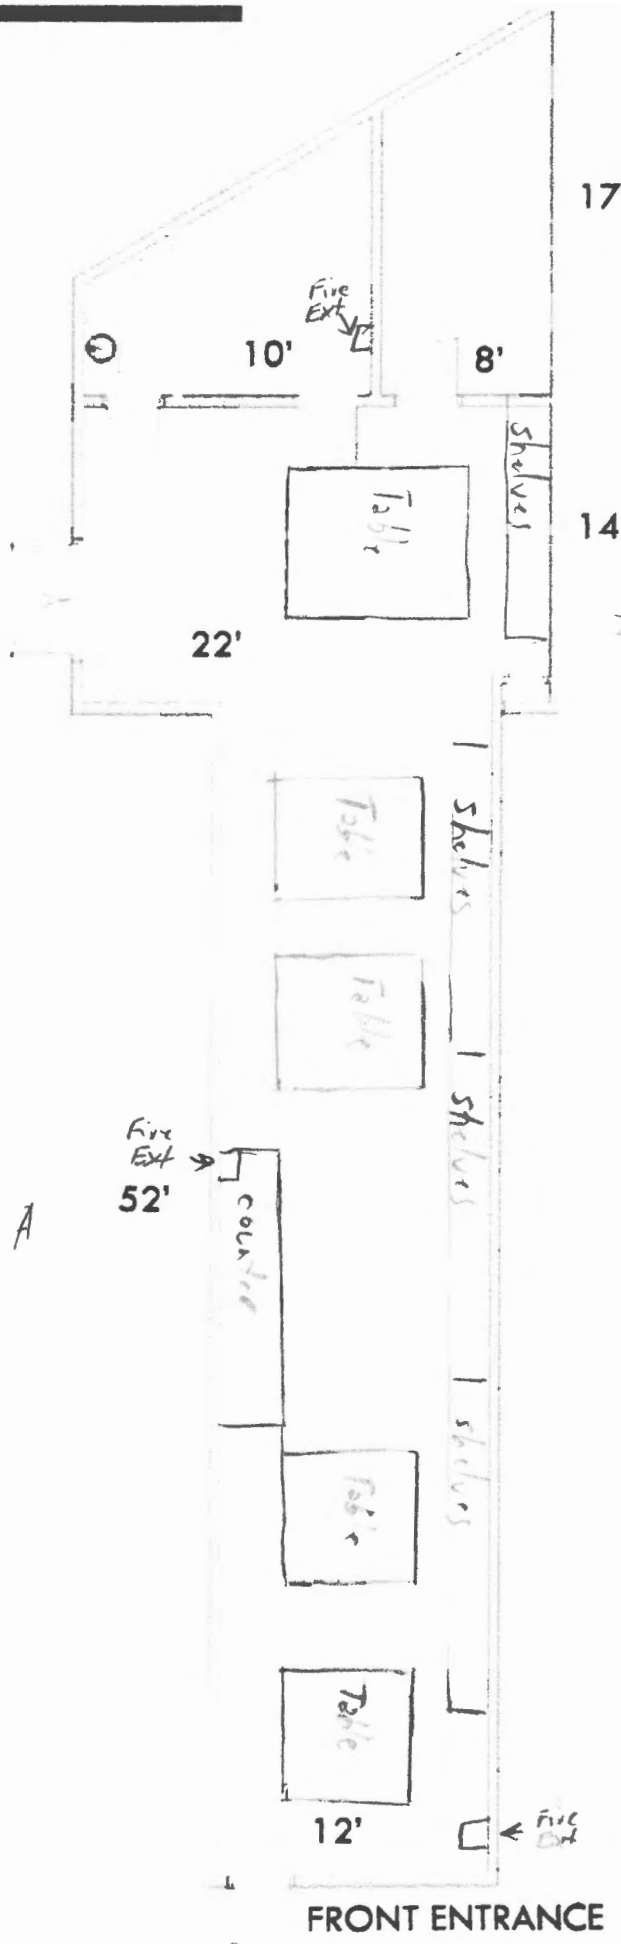 17
Fire
Ext
10'
8'
shelves
Table
14
22'
Table
shelves
Table
shelves
Fire
Ext
52'
A
counter
shelves
Table
Table
12'
Fire
FRONT ENTRANCE